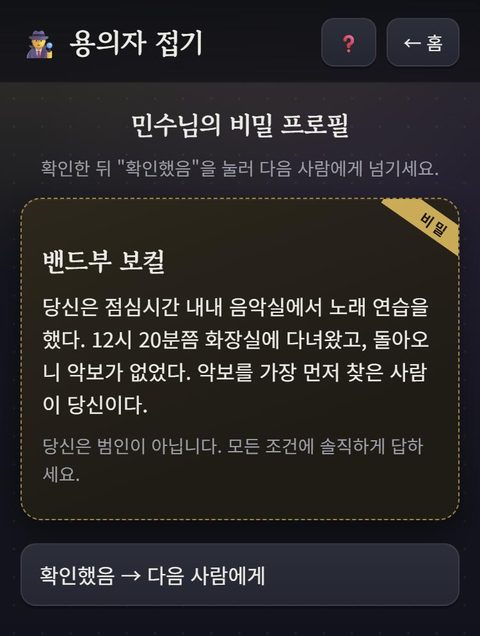 용의자 접기
?
← 홈
민수님의 비밀 프로필
확인한 뒤 "확인했음"을 눌러 다음 사람에게 넘기세요.
비밀
밴드부 보컬
당신은 점심시간 내내 음악실에서 노래 연습을
했다. 12시 20분쯤 화장실에 다녀왔고, 돌아오
니 악보가 없었다. 악보를 가장 먼저 찾은 사람
이 당신이다.
당신은 범인이 아닙니다. 모든 조건에 솔직하게 답하
세요.
확인했음 → 다음 사람에게